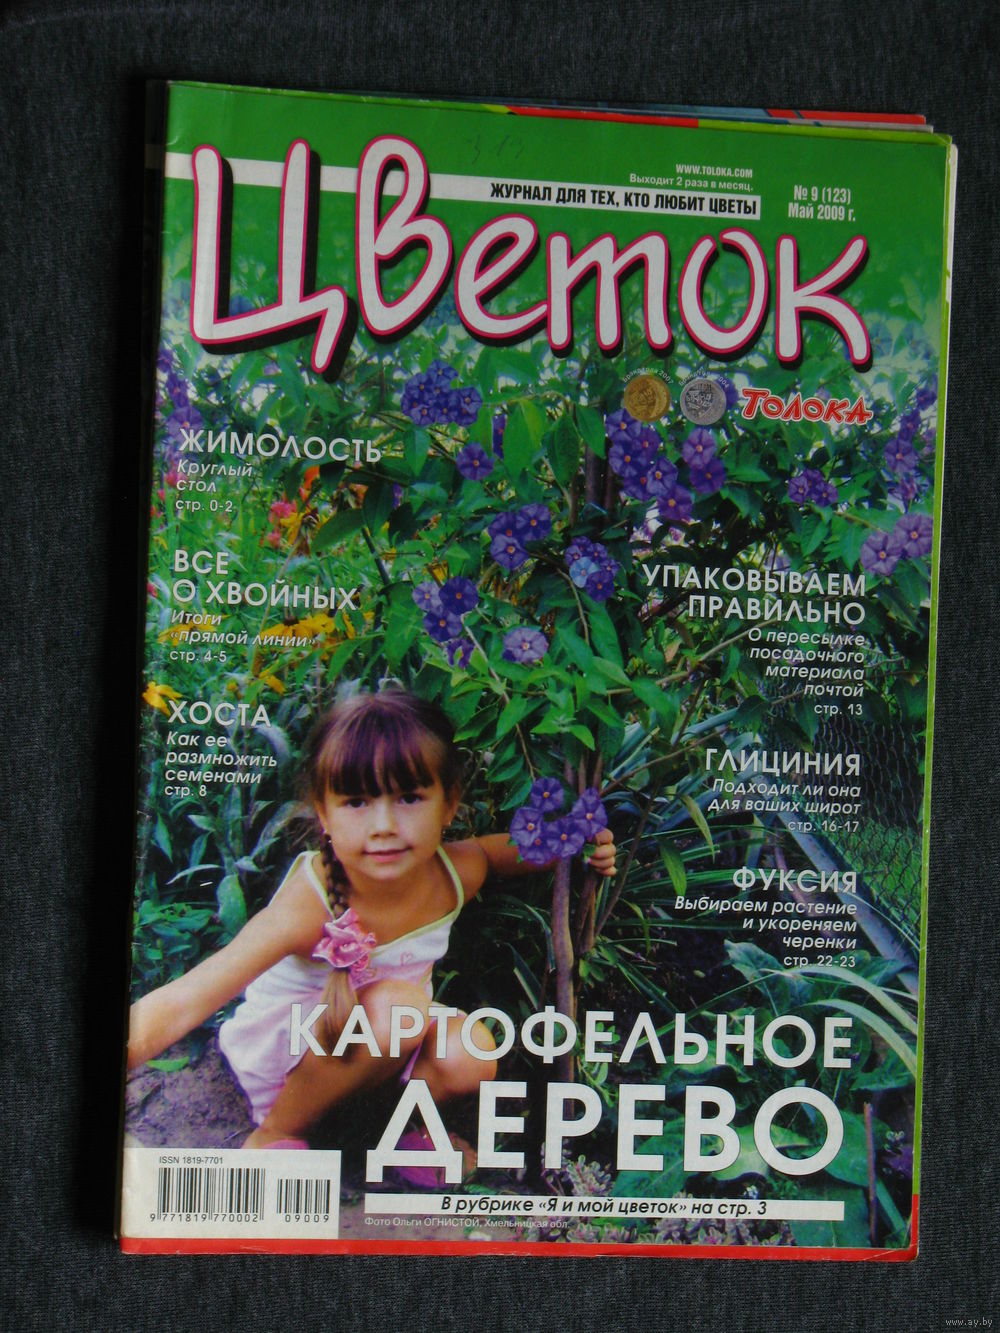 WWW.TOLOKA.COM
Выходит 2 раза в месяц.
ЖУРНАЛ ДЛЯ ТЕХ, КТО ЛЮБИТ ЦВЕТЫ
№ 9 (123)
Май 2009 г.
Цветок
ТОЛОКА
ЖИМОЛОСТЬ
Круглый
стол
стр. 0-2
ВСЕ
О ХВОЙНЫХ
Итоги
«прямой линии»
стр. 4-5
ХОСТА
Как ее
размножить
семенами
стр. 8
УПАКОВЫВАЕМ
ПРАВИЛЬНО
О пересылке
посадочного
материала
почтой
стр. 13
ГЛИЦИНИЯ
Подходит ли она
для ваших широт
стр. 16-17
ФУКСИЯ
Выбираем растение
и укореняем
черенки
стр. 22-23
КАРТОФЕЛЬНОЕ
ДЕРЕВО
В рубрике «Я и мой цветок» на стр. 3
ISSN 1819-7701
9 771819 770002
09009
Фото Ольги ОГНИСТОЙ, Хмельницкая обл.
www.ay.by